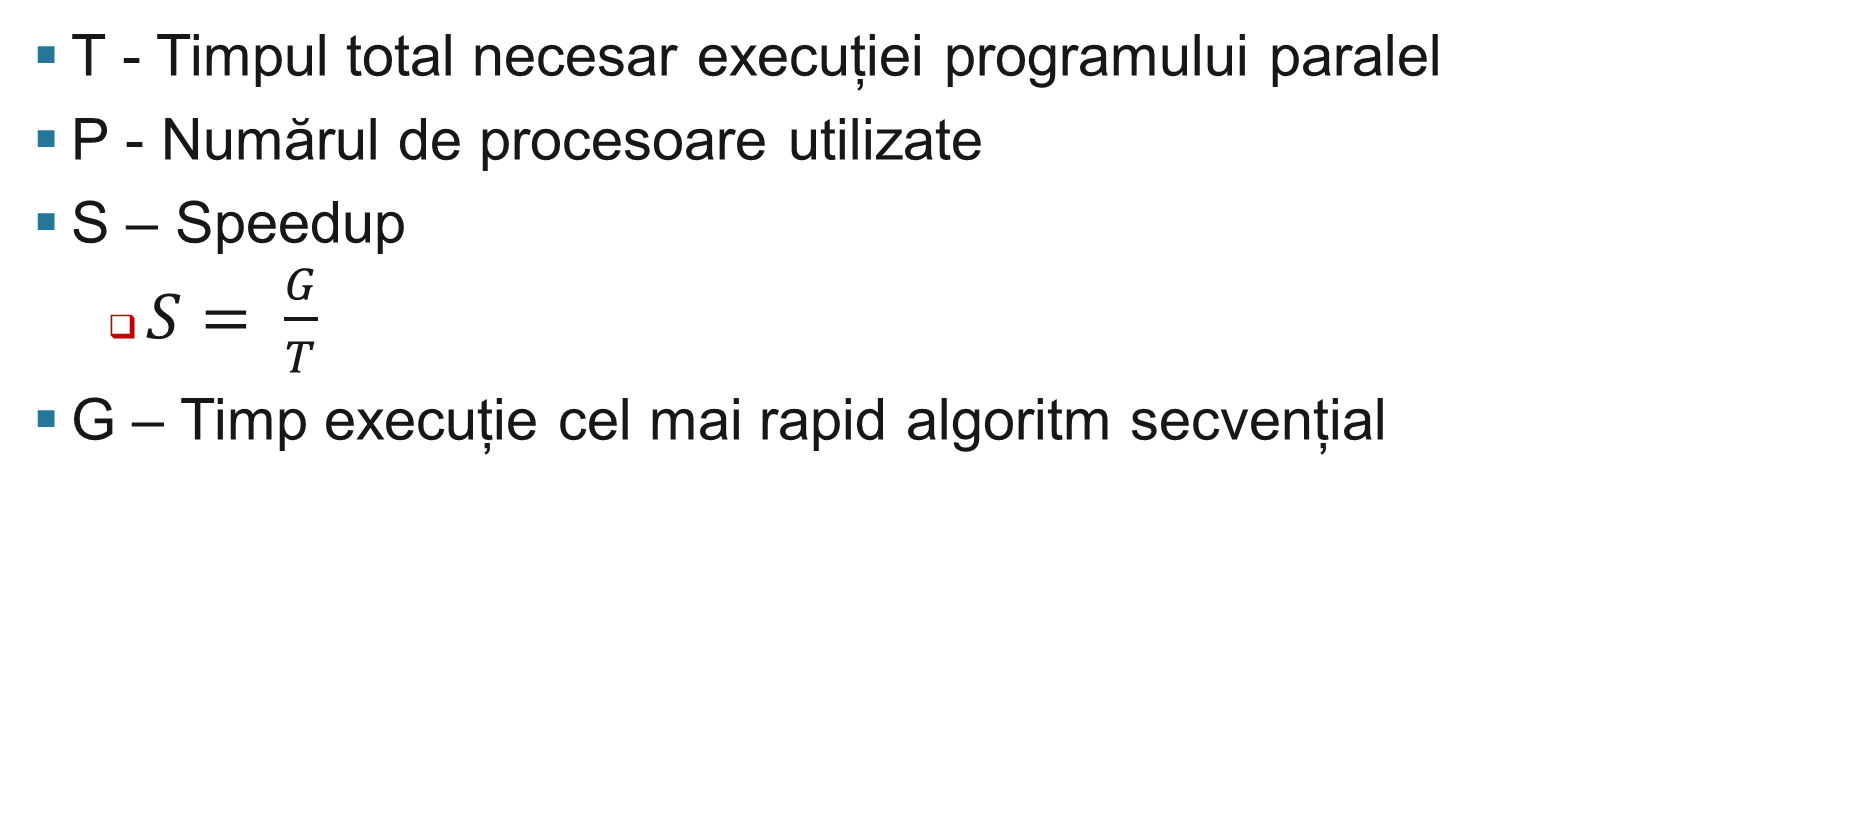 T - Timpul total necesar execuției programului paralel
P - Numărul de procesoare utilizate
S – Speedup
S = G/T
G – Timp execuție cel mai rapid algoritm secvențial